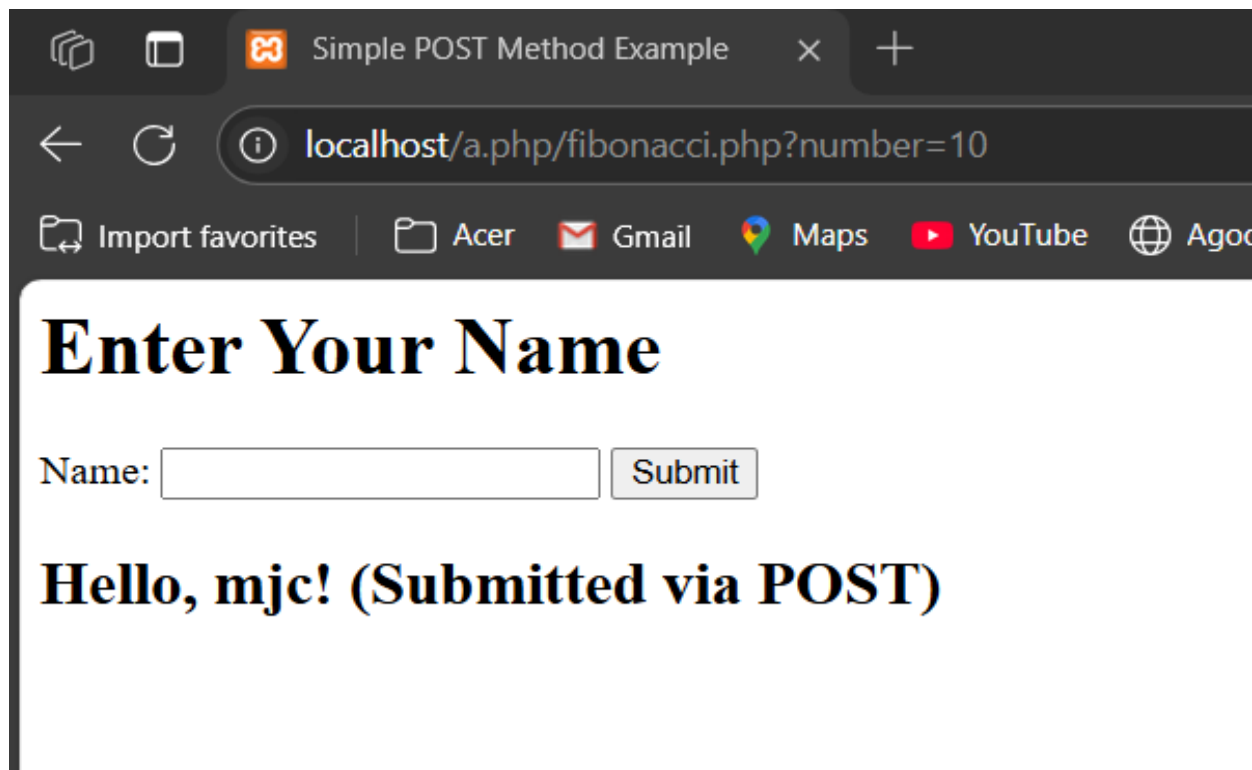 Simple POST Method Example
localhost/a.php/fibonacci.php?number=10
Import favorites Acer Gmail Maps YouTube Agoo
Enter Your Name
Name: Submit
Hello, mjc! (Submitted via POST)